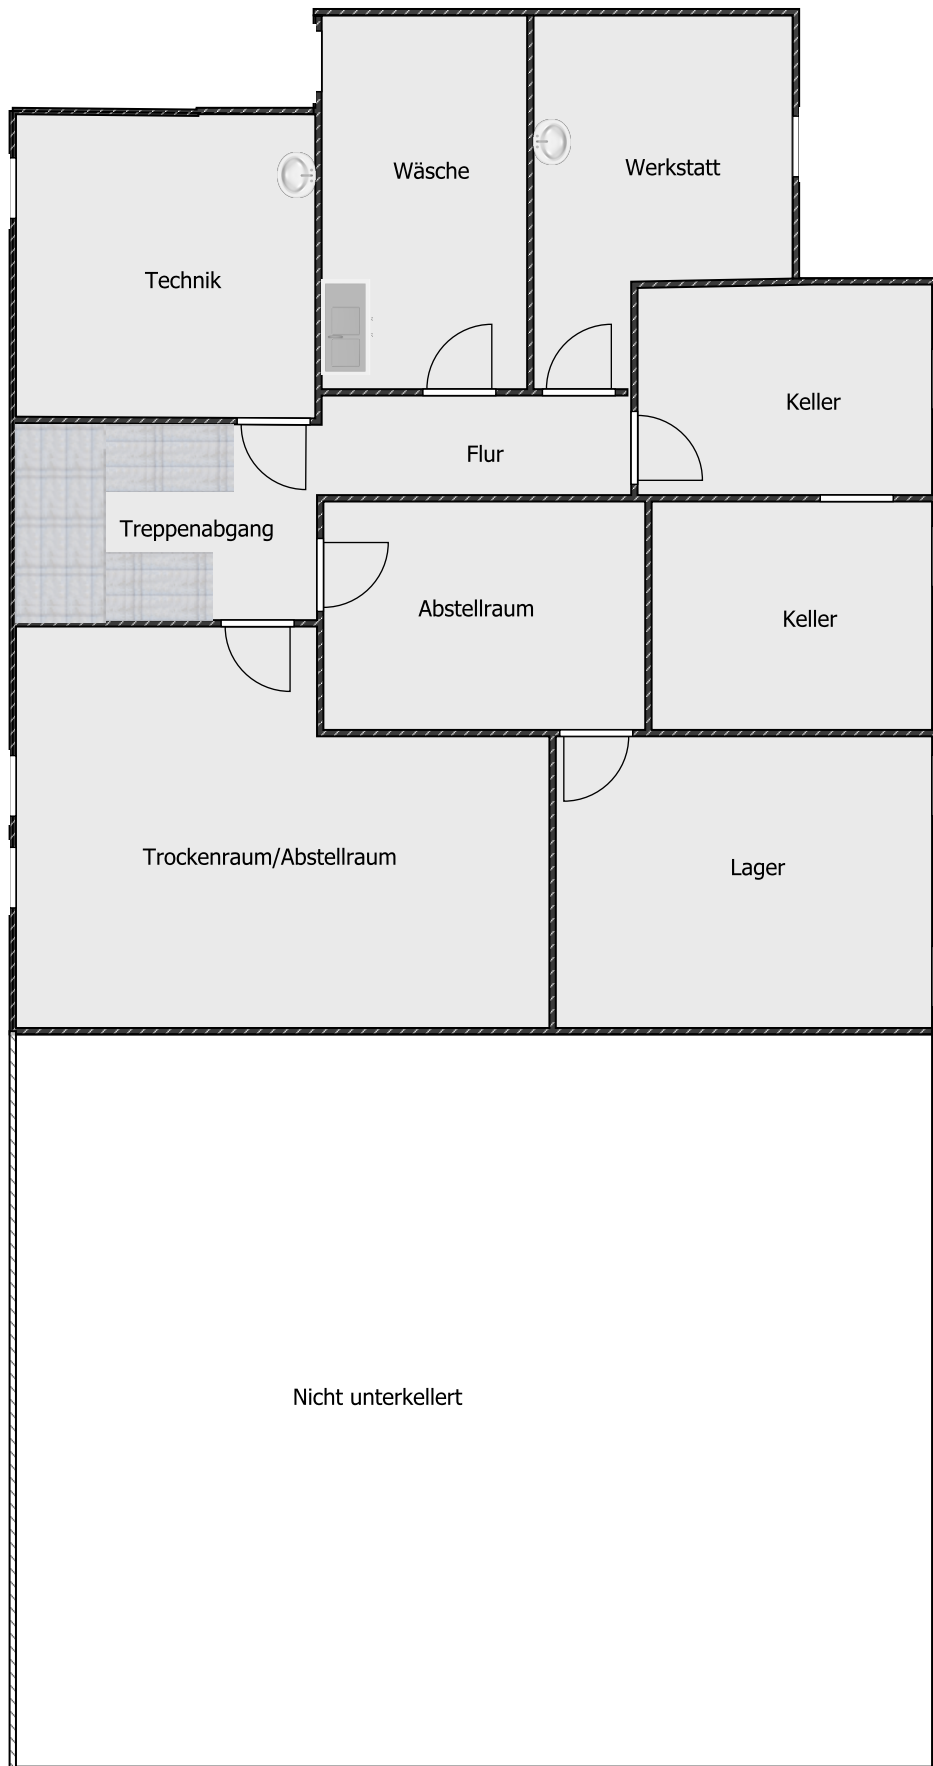 Wäsche
Werkstatt
Technik
Keller
Flur
Treppenabgang
Abstellraum
Keller
Trockenraum/Abstellraum
Lager
Nicht unterkellert